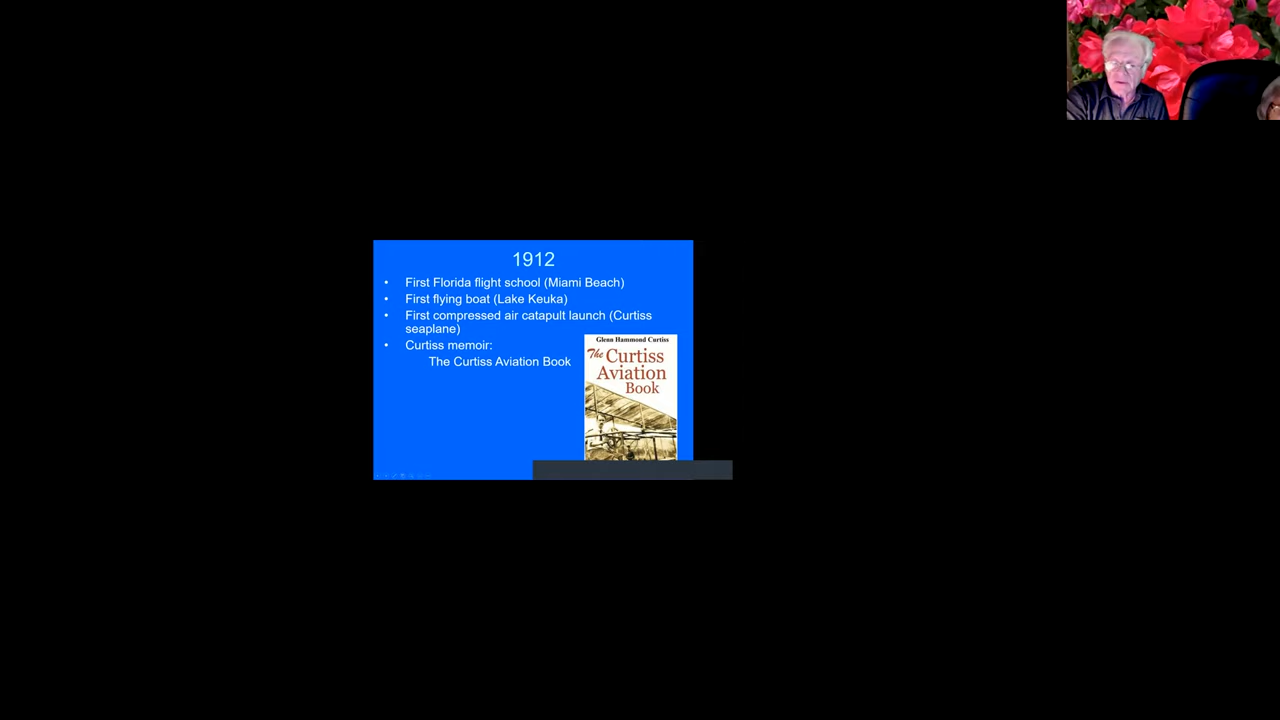 1912
• First Florida flight school (Miami Beach)
• First flying boat (Lake Keuka)
• First compressed air catapult launch (Curtiss
seaplane)
• Curtiss memoir:
The Curtiss Aviation Book
Glenn Hammond Curtiss
The Curtiss
Aviation
Book